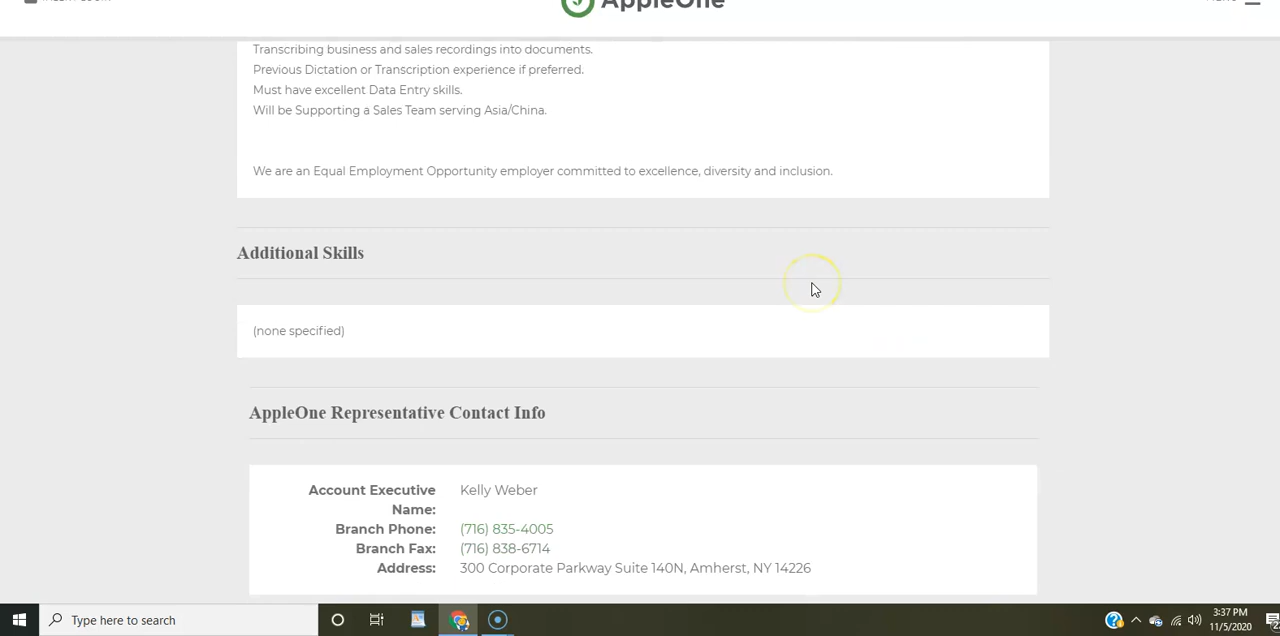 AppleOne
Transcribing business and sales recordings into documents.
Previous Dictation or Transcription experience if preferred.
Must have excellent Data Entry skills.
Will be Supporting a Sales Team serving Asia/China.
We are an Equal Employment Opportunity employer committed to excellence, diversity and inclusion.
Additional Skills
(none specified)
AppleOne Representative Contact Info
Account Executive Name: Kelly Weber
Branch Phone: (716) 835-4005
Branch Fax: (716) 838-6714
Address: 300 Corporate Parkway Suite 140N, Amherst, NY 14226
Type here to search
3:37 PM
11/5/2020